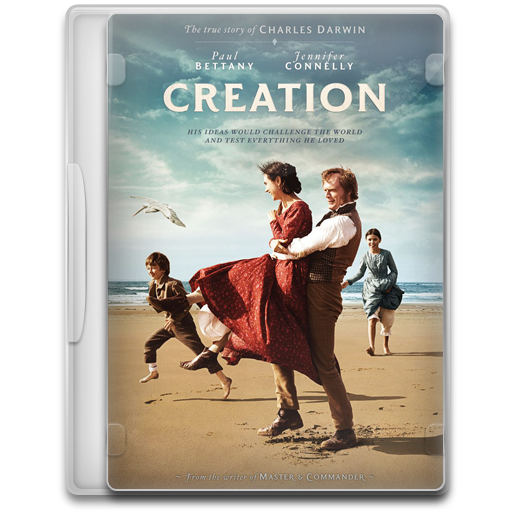 The true story of CHARLES DARWIN
Paul BETTANY Jennifer CONNELLY
CREATION
HIS IDEAS WOULD CHALLENGE THE WORLD
AND TEST EVERYTHING HE LOVED
~ From the writer of MASTER & COMMANDER ~